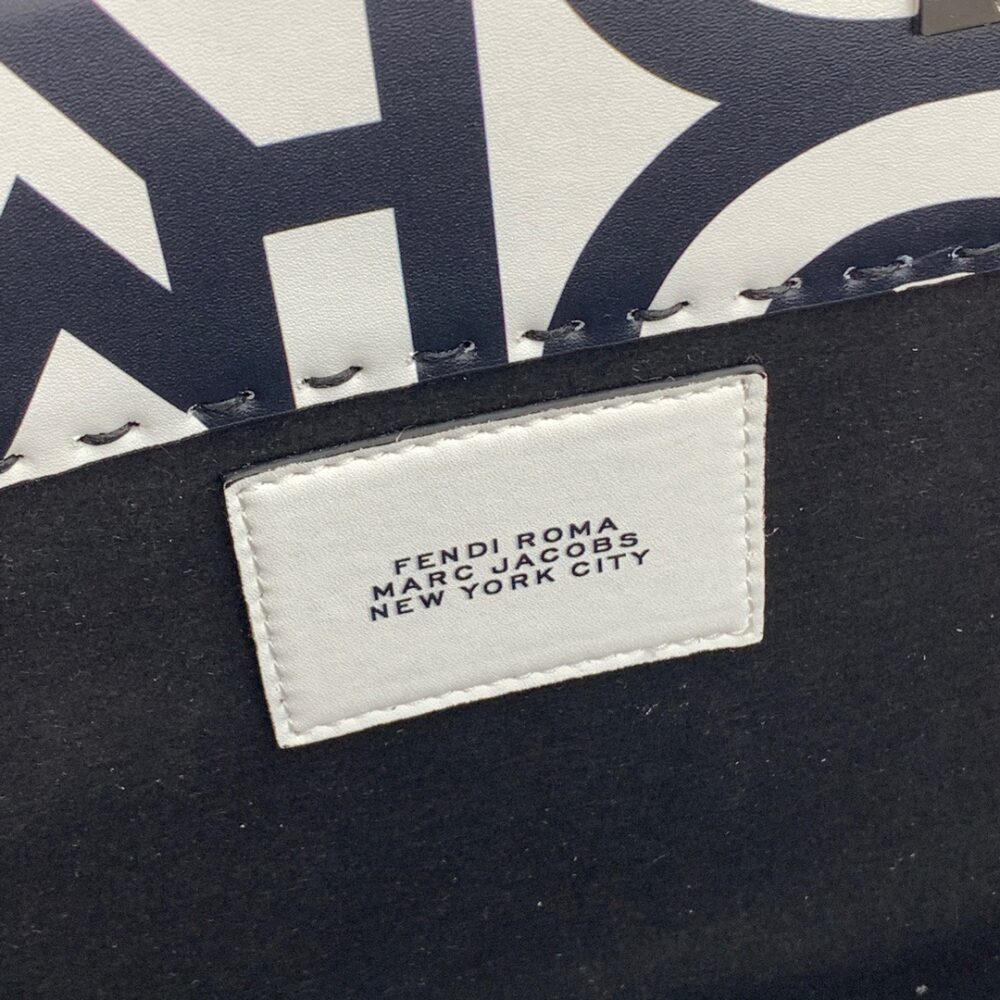 FENDI ROMA
MARC JACOBS
NEW YORK CITY